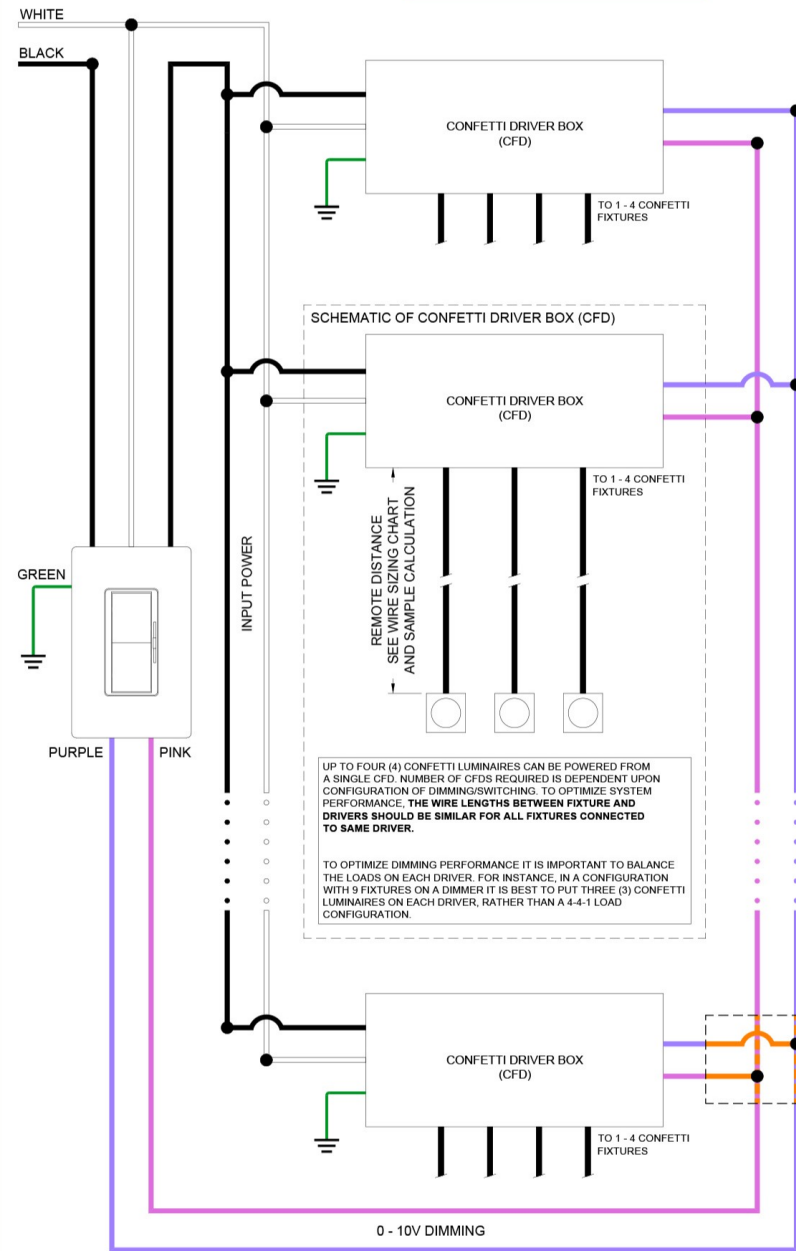 WHITE
BLACK
CONFETTI DRIVER BOX
(CFD)
TO 1 - 4 CONFETTI
FIXTURES
SCHEMATIC OF CONFETTI DRIVER BOX (CFD)
CONFETTI DRIVER BOX
(CFD)
TO 1 - 4 CONFETTI
FIXTURES
REMOTE DISTANCE
SEE WIRE SIZING CHART
AND SAMPLE CALCULATION
INPUT POWER
GREEN
PURPLE
PINK
UP TO FOUR (4) CONFETTI LUMINAIRES CAN BE POWERED FROM
A SINGLE CFD. NUMBER OF CFDS REQUIRED IS DEPENDENT UPON
CONFIGURATION OF DIMMING/SWITCHING. TO OPTIMIZE SYSTEM
PERFORMANCE, THE WIRE LENGTHS BETWEEN FIXTURE AND
DRIVERS SHOULD BE SIMILAR FOR ALL FIXTURES CONNECTED
TO SAME DRIVER.
TO OPTIMIZE DIMMING PERFORMANCE IT IS IMPORTANT TO BALANCE
THE LOADS ON EACH DRIVER. FOR INSTANCE, IN A CONFIGURATION
WITH 9 FIXTURES ON A DIMMER IT IS BEST TO PUT THREE (3) CONFETTI
LUMINAIRES ON EACH DRIVER, RATHER THAN A 4-4-1 LOAD
CONFIGURATION.
CONFETTI DRIVER BOX
(CFD)
TO 1 - 4 CONFETTI
FIXTURES
0 - 10V DIMMING